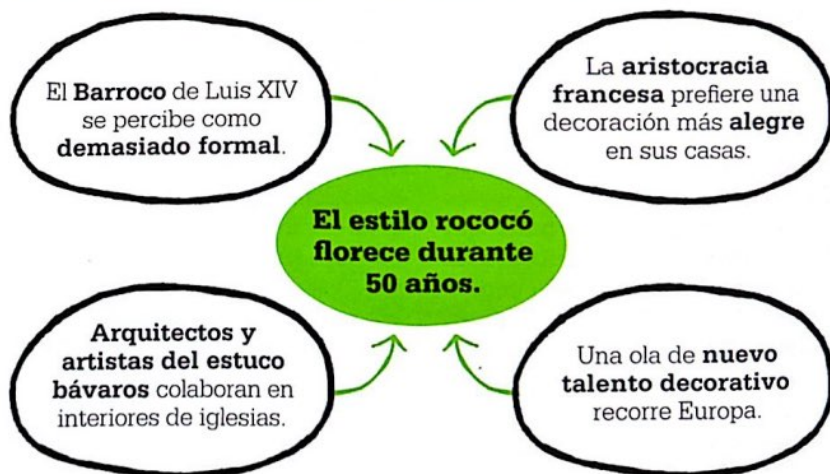 El Barroco de Luis XIV
se percibe como
demasiado formal.
La aristocracia
francesa prefiere una
decoración más alegre
en sus casas.
El estilo rococó
florece durante
50 años.
Arquitectos y
artistas del estuco
bávaros colaboran en
interiores de iglesias.
Una ola de nuevo
talento decorativo
recorre Europa.